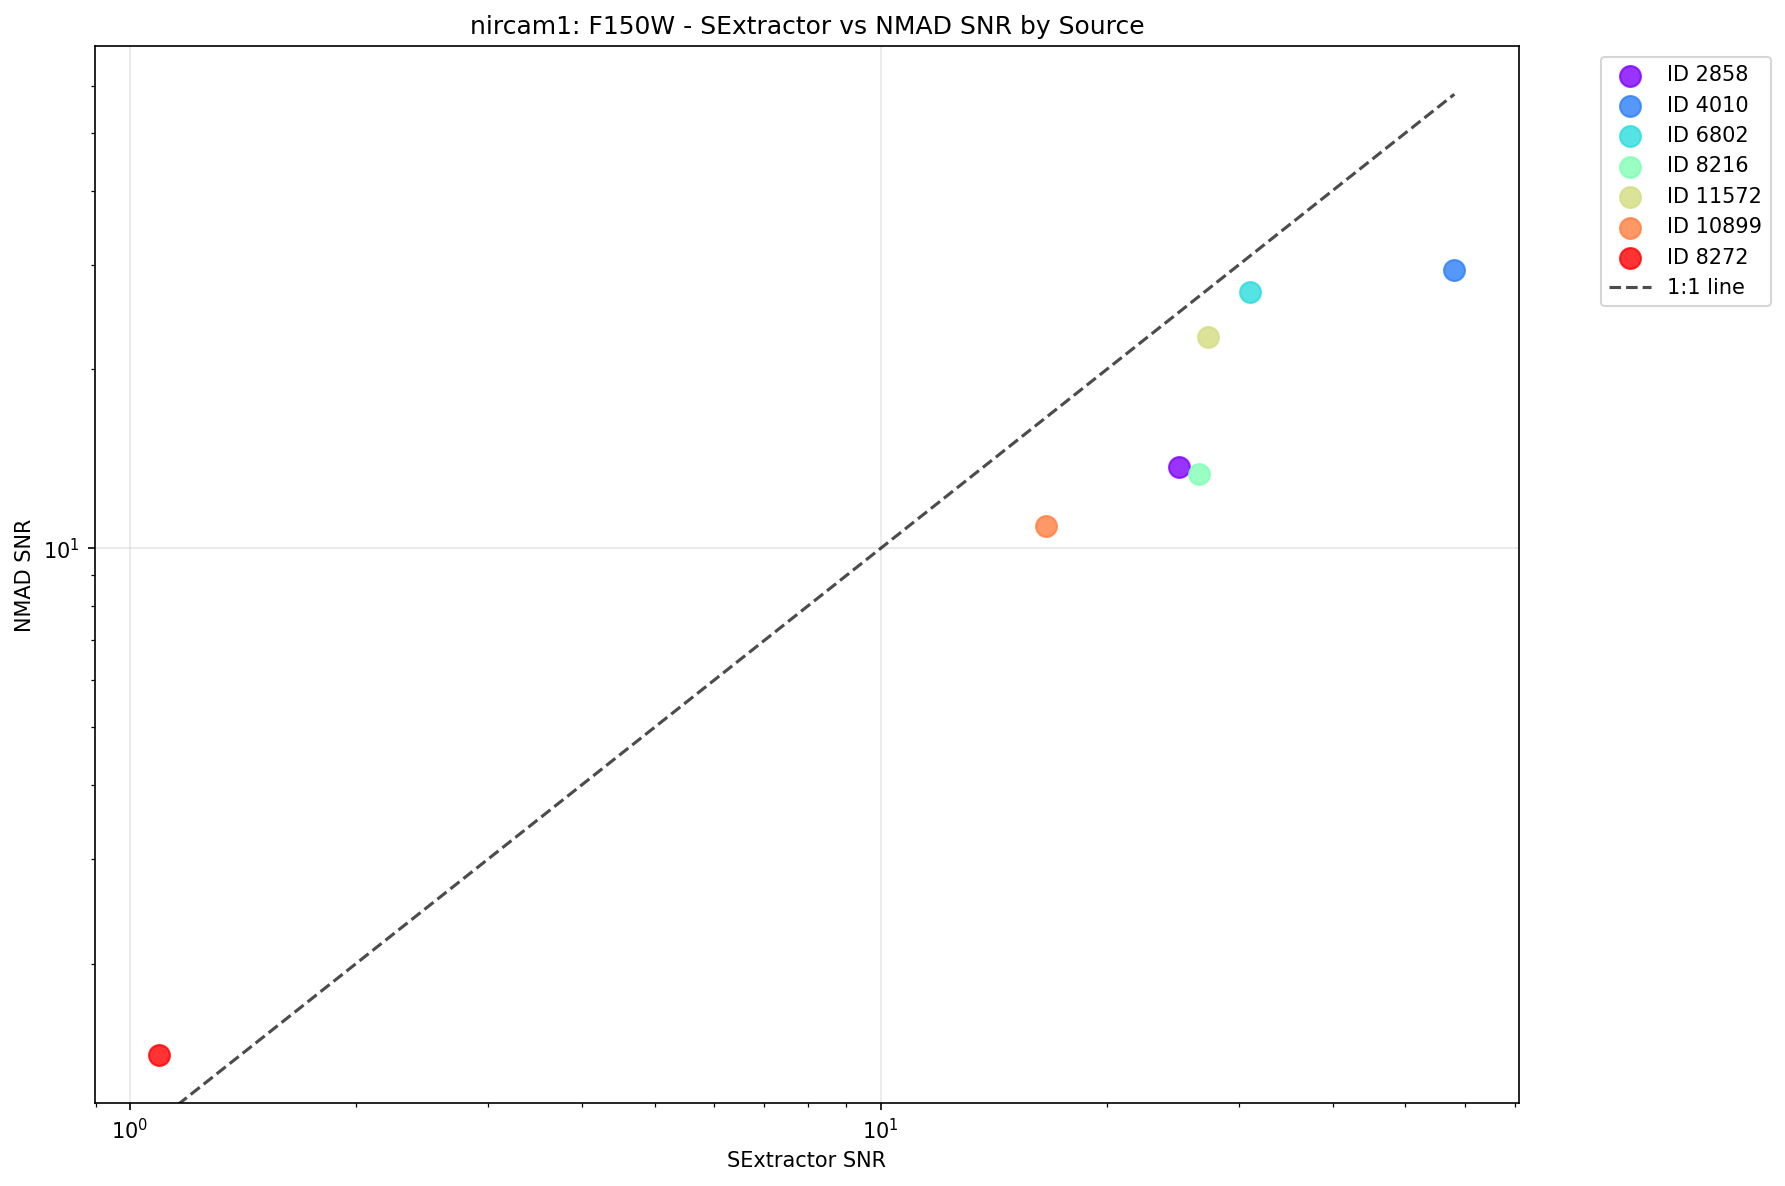 nircam1: F150W - SExtractor vs NMAD SNR by Source
ID 2858
ID 4010
ID 6802
ID 8216
ID 11572
ID 10899
ID 8272
1:1 line
NMAD SNR
10¹
10⁰
10¹
SExtractor SNR